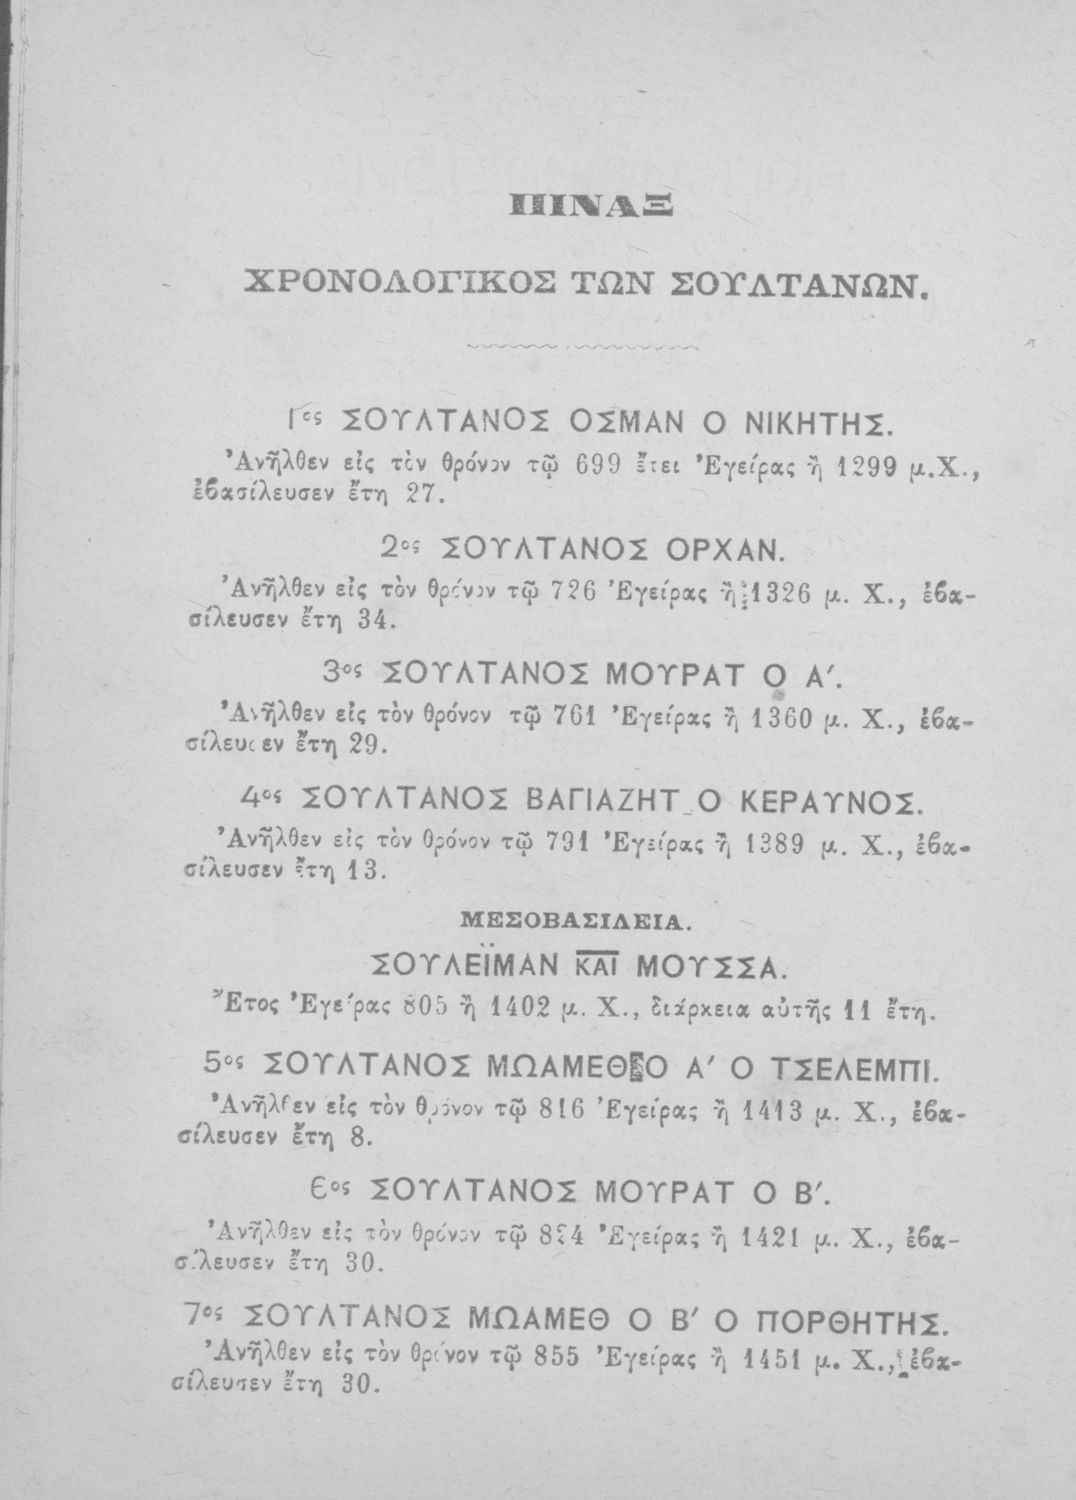 ΠΙΝΑΞ
ΧΡΟΝΟΛΟΓΙΚΟΣ ΤΩΝ ΣΟΥΛΤΑΝΩΝ.
1ος ΣΟΥΛΤΑΝΟΣ ΟΣΜΑΝ Ο ΝΙΚΗΤΗΣ.
Ἀνῆλθεν εἰς τὸν θρόνον τῷ 699 ἔτει Ἐγείρας ἢ 1299 μ.Χ.,
ἐβασίλευσεν ἔτη 27.
2ος ΣΟΥΛΤΑΝΟΣ ΟΡΧΑΝ.
Ἀνῆλθεν εἰς τὸν θρόνον τῷ 726 Ἐγείρας ἢ 1326 μ. Χ., ἐβα-
σίλευσεν ἔτη 34.
3ος ΣΟΥΛΤΑΝΟΣ ΜΟΥΡΑΤ Ο Α΄.
Ἀνῆλθεν εἰς τὸν θρόνον τῷ 761 Ἐγείρας ἢ 1360 μ. Χ., ἐβα-
σίλευσεν ἔτη 29.
4ος ΣΟΥΛΤΑΝΟΣ ΒΑΓΙΑΖΗΤ Ο ΚΕΡΑΥΝΟΣ.
Ἀνῆλθεν εἰς τὸν θρόνον τῷ 791 Ἐγείρας ἢ 1389 μ. Χ., ἐβα-
σίλευσεν ἔτη 13.
ΜΕΣΟΒΑΣΙΛΕΙΑ.
ΣΟΥΛΕΪΜΑΝ ΚΑΙ ΜΟΥΣΣΑ.
Ἔτος Ἐγείρας 805 ἢ 1402 μ. Χ., διάρκεια αὐτῆς 11 ἔτη.
5ος ΣΟΥΛΤΑΝΟΣ ΜΩΑΜΕΘ Ο Α΄ Ο ΤΣΕΛΕΜΠΙ.
Ἀνῆλθεν εἰς τὸν θρόνον τῷ 816 Ἐγείρας ἢ 1413 μ. Χ., ἐβα-
σίλευσεν ἔτη 8.
6ος ΣΟΥΛΤΑΝΟΣ ΜΟΥΡΑΤ Ο Β΄.
Ἀνῆλθεν εἰς τὸν θρόνον τῷ 824 Ἐγείρας ἢ 1421 μ. Χ., ἐβα-
σίλευσεν ἔτη 30.
7ος ΣΟΥΛΤΑΝΟΣ ΜΩΑΜΕΘ Ο Β΄ Ο ΠΟΡΘΗΤΗΣ.
Ἀνῆλθεν εἰς τὸν θρόνον τῷ 855 Ἐγείρας ἢ 1451 μ. Χ., ἐβα-
σίλευσεν ἔτη 30.